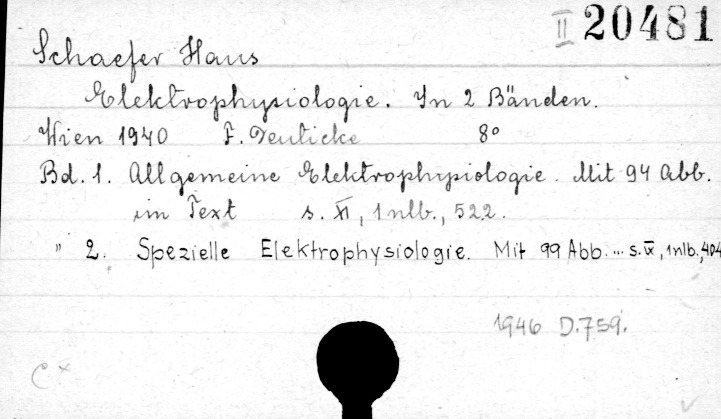 II 20481
Schaefer Hans
Elektrophysiologie. In 2 Bänden.
Wien 1940 F. Deuticke 8°
Bd. 1. Allgemeine Elektrophysiologie. Mit 94 Abb.
im Text s. XI, 1 nlb., 522.
" 2. Spezielle Elektrophysiologie. Mit 99 Abb. ... s. IX, 1 nlb., 404
1946 D.759.
C x